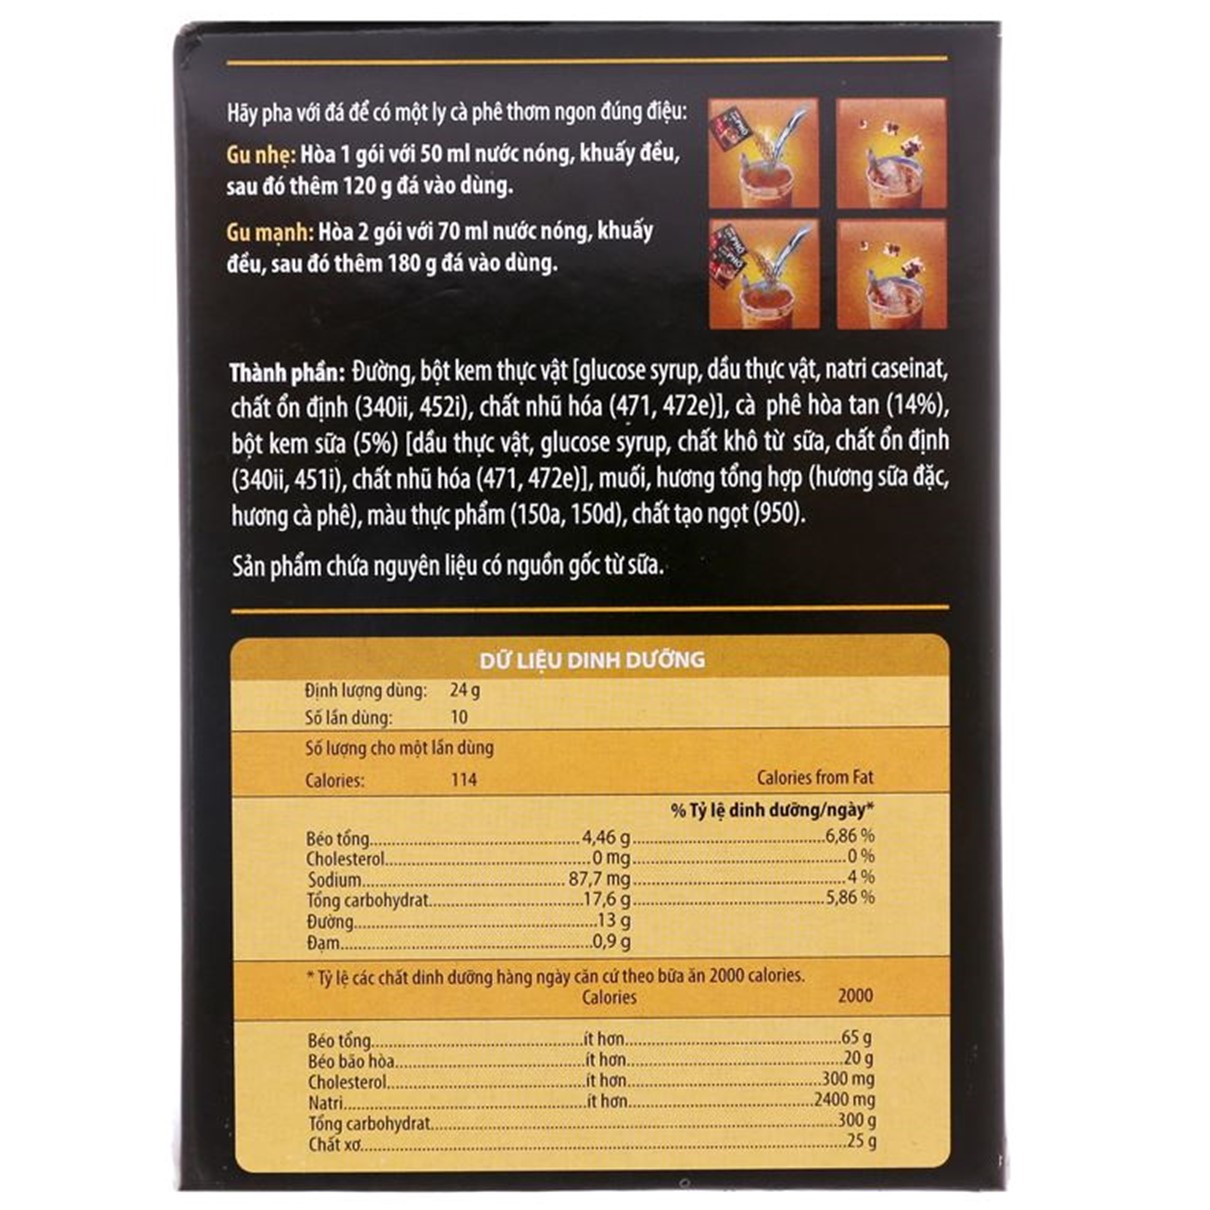 Hãy pha với đá để có một ly cà phê thơm ngon đúng điệu:
Gu nhẹ: Hòa 1 gói với 50 ml nước nóng, khuấy đều,
sau đó thêm 120 g đá vào dùng.
Gu mạnh: Hòa 2 gói với 70 ml nước nóng, khuấy
đều, sau đó thêm 180 g đá vào dùng.
Thành phần: Đường, bột kem thực vật [glucose syrup, dầu thực vật, natri caseinat,
chất ổn định (340ii, 452i), chất nhũ hóa (471, 472e)], cà phê hòa tan (14%),
bột kem sữa (5%) [dầu thực vật, glucose syrup, chất khô từ sữa, chất ổn định
(340ii, 451i), chất nhũ hóa (471, 472e)], muối, hương tổng hợp (hương sữa đặc,
hương cà phê), màu thực phẩm (150a, 150d), chất tạo ngọt (950).
Sản phẩm chứa nguyên liệu có nguồn gốc từ sữa.
DỮ LIỆU DINH DƯỠNG
Định lượng dùng: 24 g
Số lần dùng: 10
Số lượng cho một lần dùng
Calories: 114 Calories from Fat
% Tỷ lệ dinh dưỡng/ngày*
Béo tổng 4,46 g 6,86 %
Cholesterol 0 mg 0 %
Sodium 87,7 mg 4 %
Tổng carbohydrat 17,6 g 5,86 %
Đường 13 g
Đạm 0,9 g
* Tỷ lệ các chất dinh dưỡng hàng ngày căn cứ theo bữa ăn 2000 calories.
Calories 2000
Béo tổng ít hơn 65 g
Béo bão hòa ít hơn 20 g
Cholesterol ít hơn 300 mg
Natri ít hơn 2400 mg
Tổng carbohydrat 300 g
Chất xơ 25 g